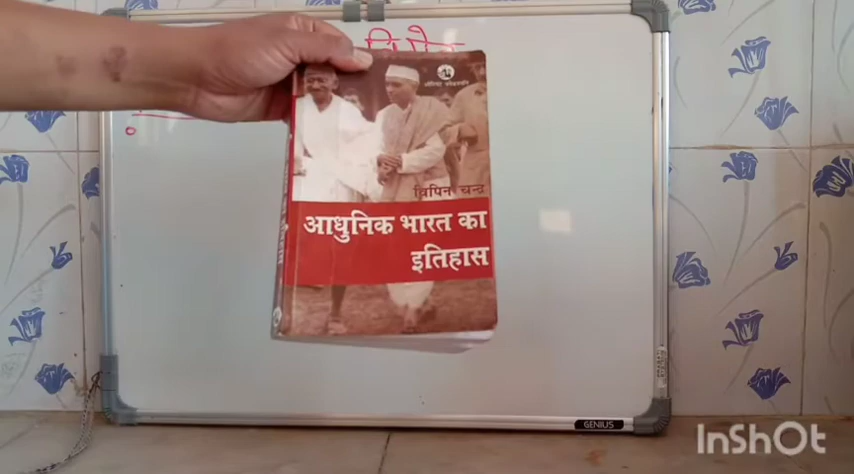 विपिन चन्द्र
आधुनिक भारत का
इतिहास
GENIUS
InShOt